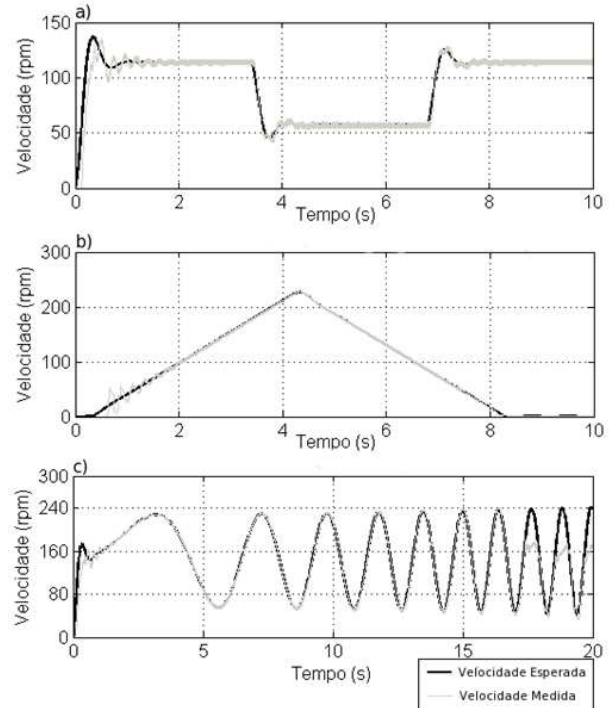 a)
150
100
50
0
Velocidade (rpm)
0 2 4 6 8 10
Tempo (s)
b)
300
200
100
0
Velocidade (rpm)
0 2 4 6 8 10
Tempo (s)
c)
300
240
160
80
0
Velocidade (rpm)
0 5 10 15 20
Tempo (s)
Velocidade Esperada
Velocidade Medida